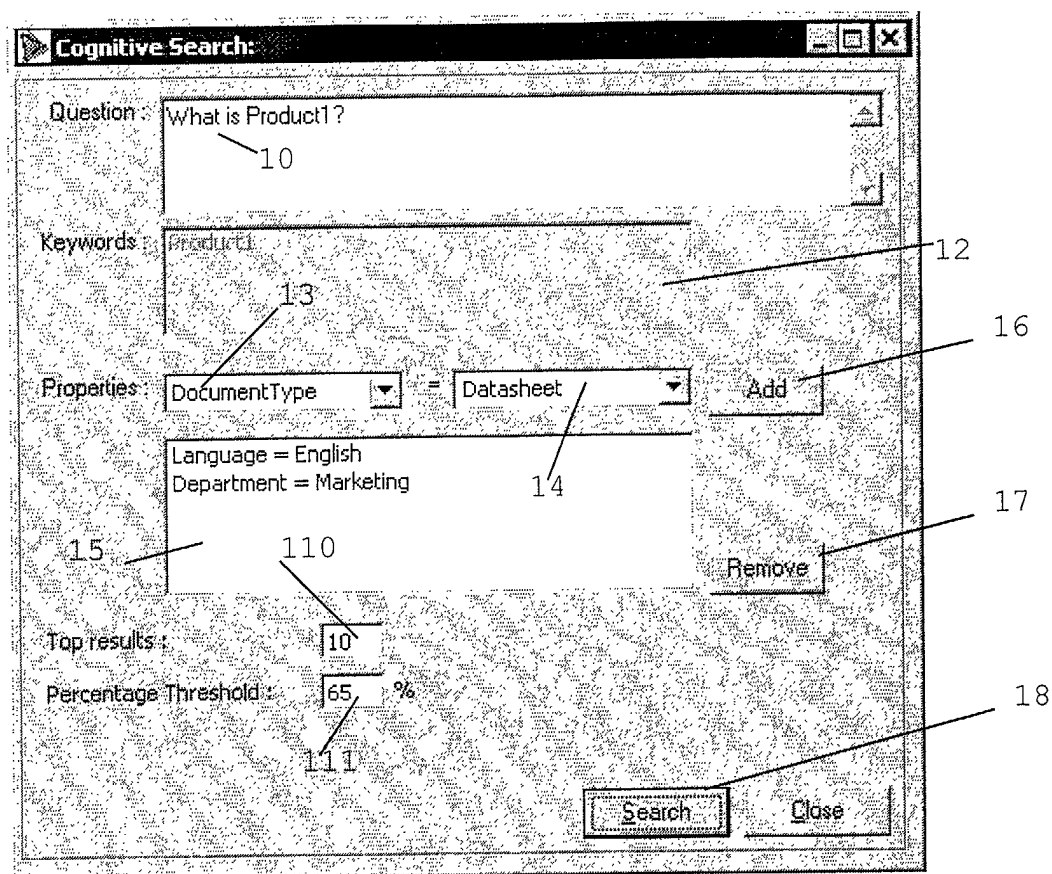 Cognitive Search:
Question : What is Product1?
10
Keywords : Product1
12
13
16
Properties : DocumentType = Datasheet Add
Language = English
Department = Marketing
14
17
15
110
Remove
Top results : 10
Percentage Threshold : 65 %
18
111
Search Close